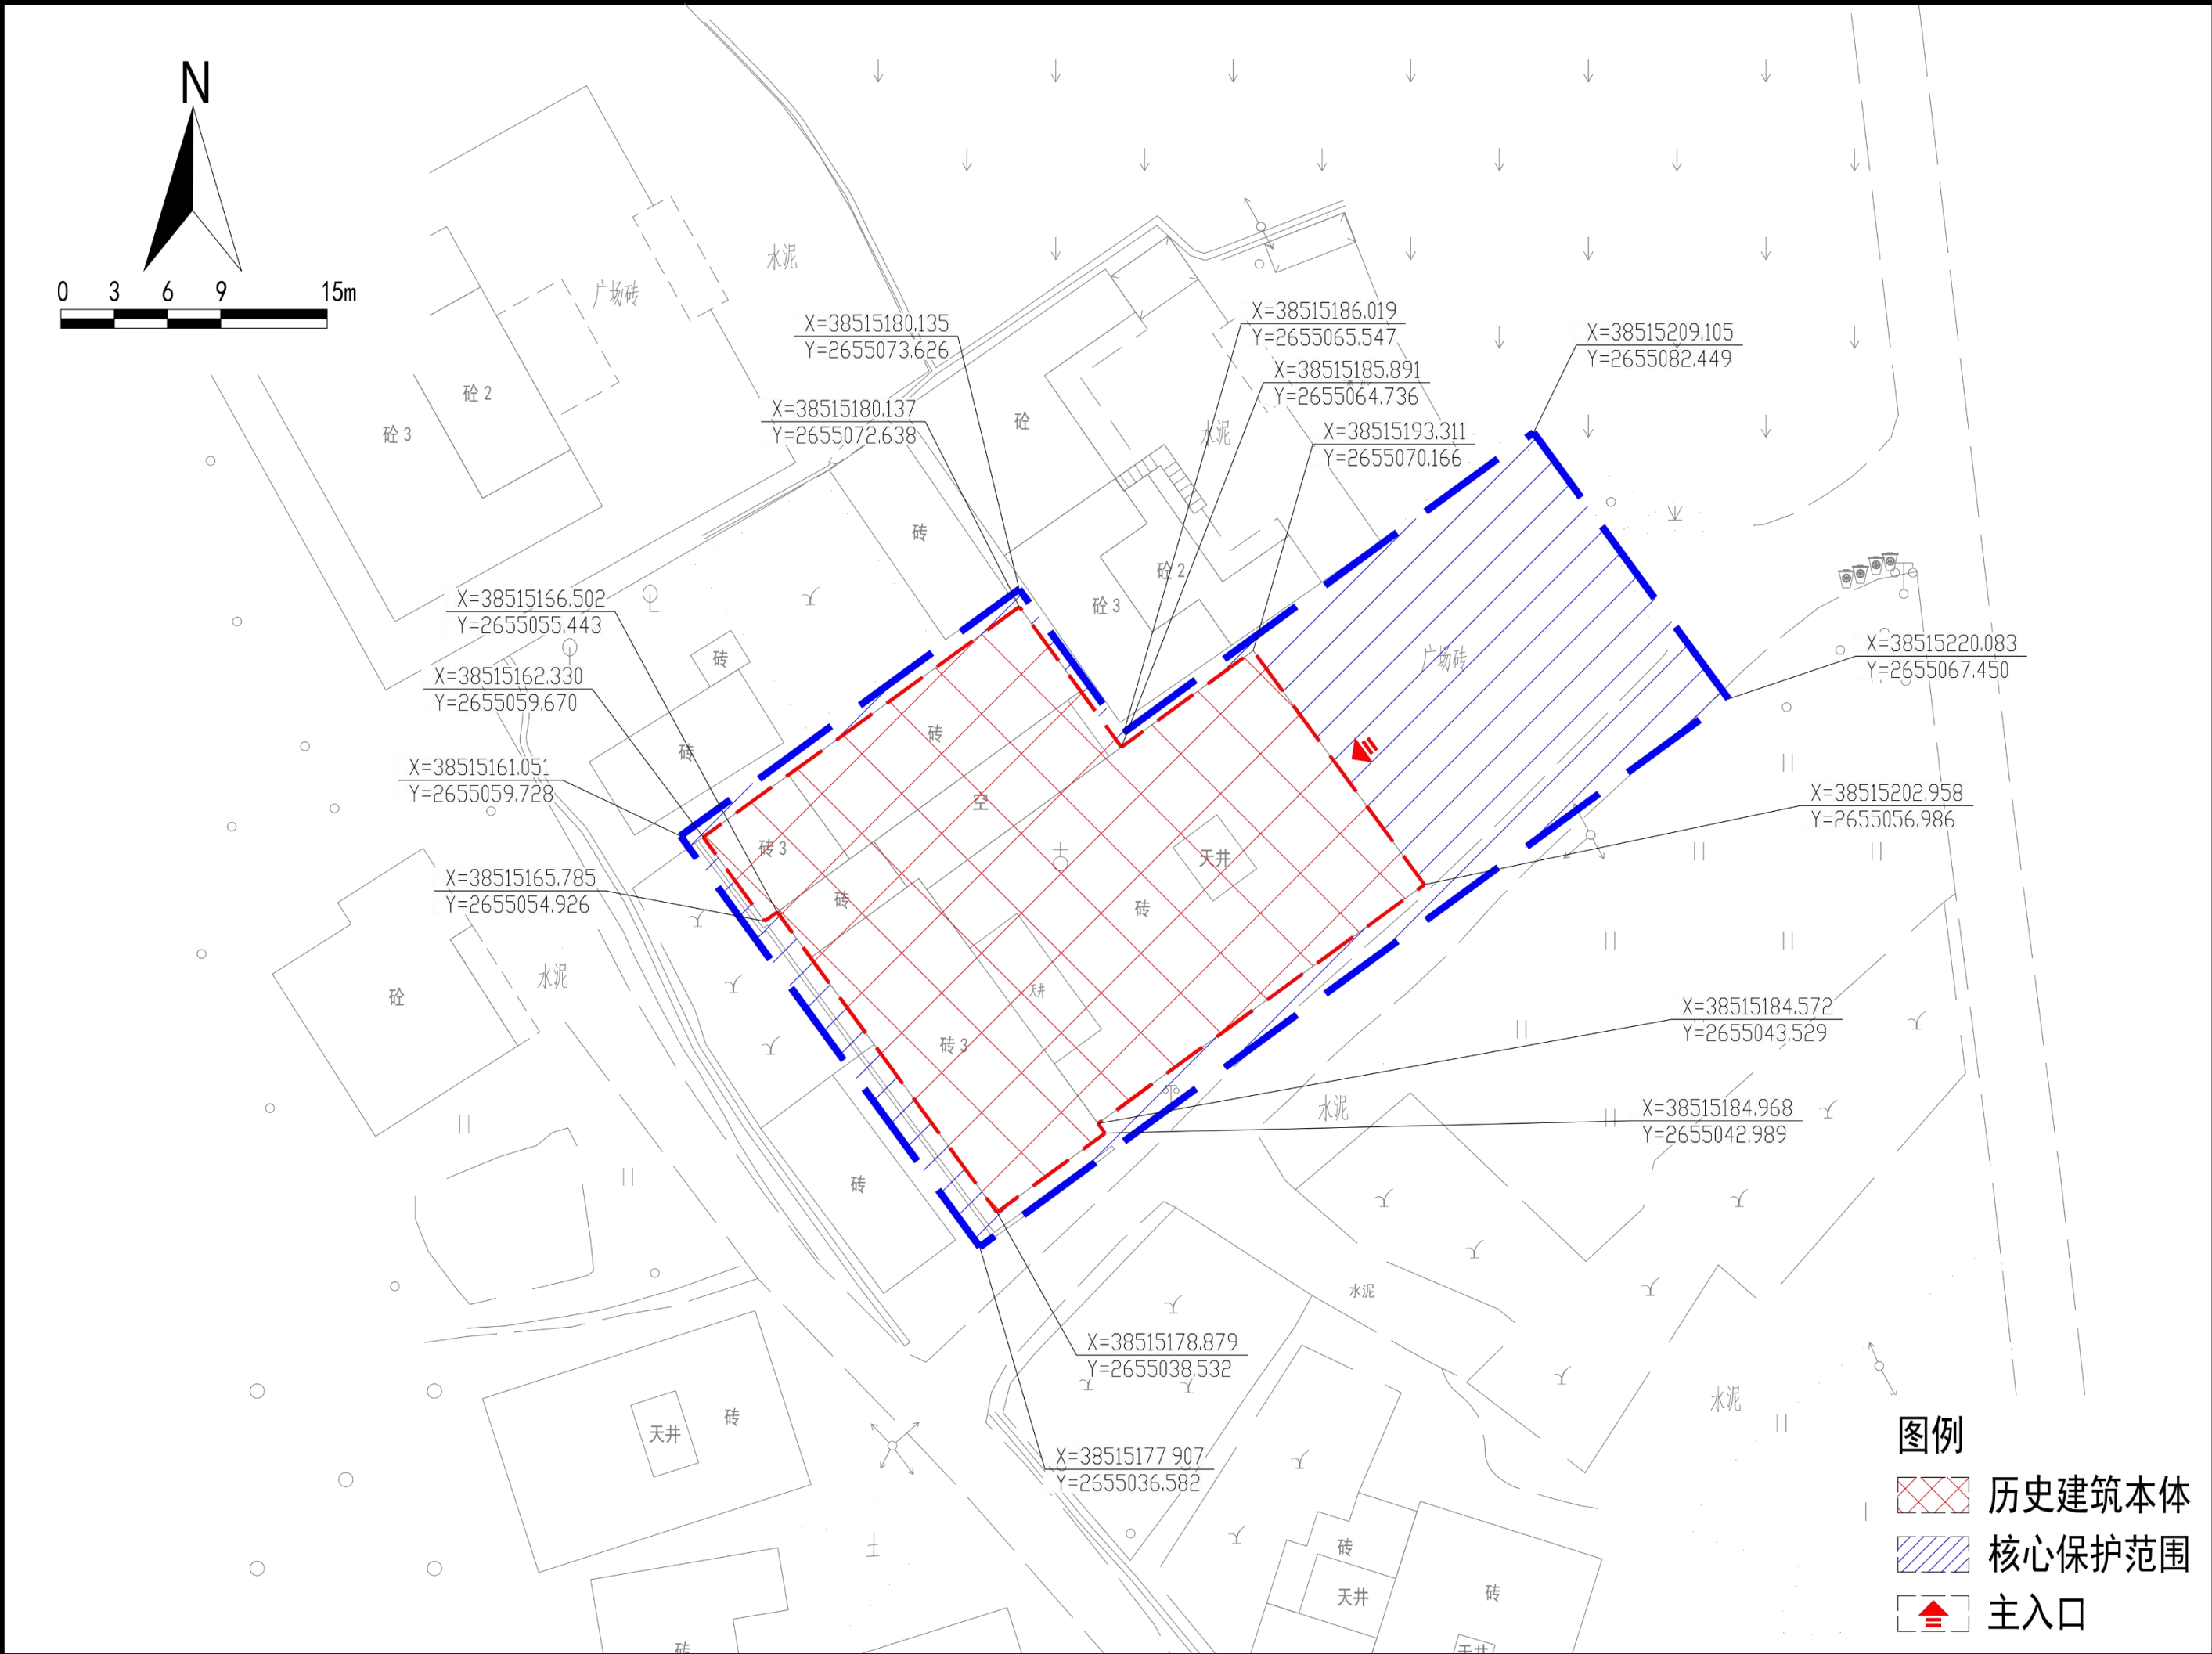 N
0 3 6 9 15m
水泥
广场砖
X=38515180.135
Y=2655073.626
X=38515186.019
Y=2655065.547
X=38515209.105
Y=2655082.449
X=38515185.891
Y=2655064.736
砼2
砼3
X=38515180.137
Y=2655072.638
砼
水泥
X=38515193.311
Y=2655070.166
砖
砼2
X=38515166.502
Y=2655055.443
砼3
广场砖
X=38515220.083
Y=2655067.450
砖
X=38515162.330
Y=2655059.670
砖
砖
X=38515161.051
Y=2655059.728
空
X=38515202.958
Y=2655056.986
砖3
天井
X=38515165.785
Y=2655054.926
砖
砖
水泥
砼
天井
X=38515184.572
Y=2655043.529
砖3
水泥
X=38515184.968
Y=2655042.989
砖
水泥
X=38515178.879
Y=2655038.532
水泥
天井
砖
X=38515177.907
Y=2655036.582
图例
历史建筑本体
核心保护范围
主入口
砖
天井
砖
砖
天井